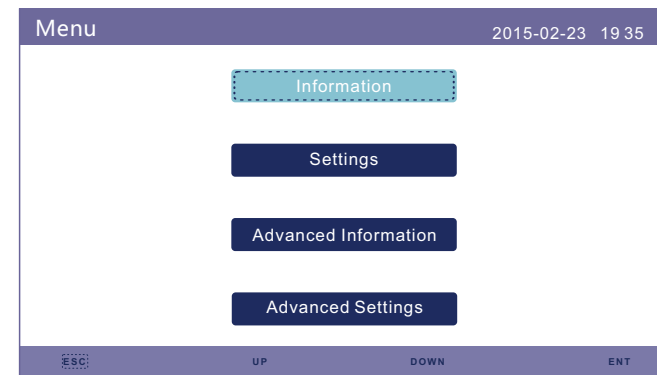 Menu 2015-02-23 19 35
Information
Settings
Advanced Information
Advanced Settings
ESC UP DOWN ENT